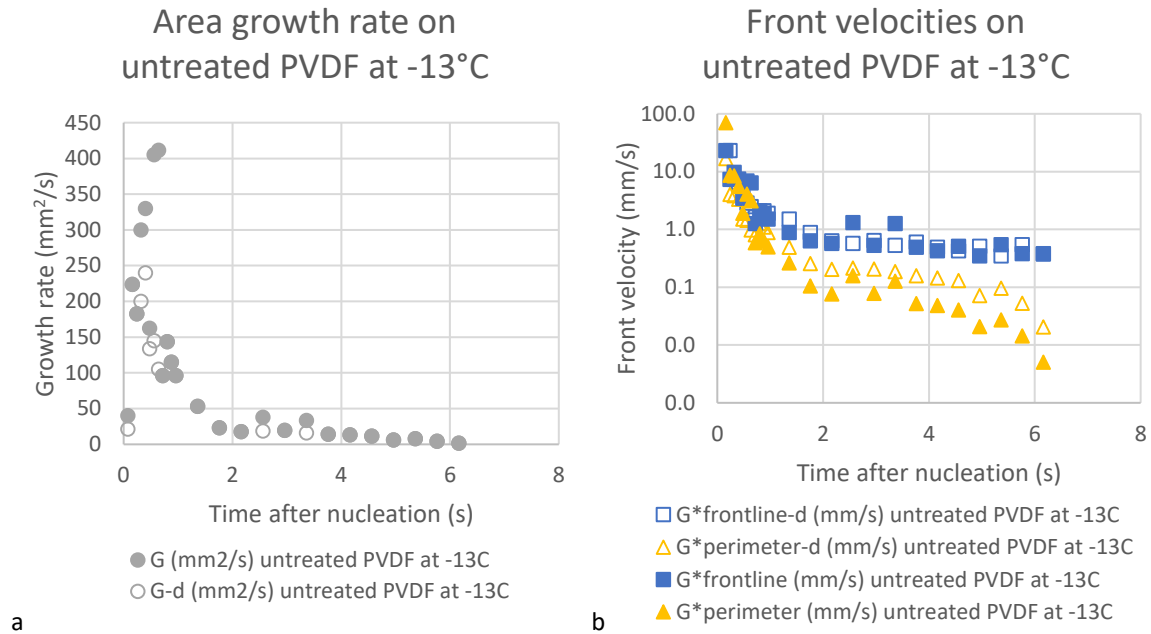 Area growth rate on
untreated PVDF at -13°C
Growth rate (mm²/s)
450
400
350
300
250
200
150
100
50
0
0 2 4 6 8
Time after nucleation (s)
G (mm2/s) untreated PVDF at -13C
G-d (mm2/s) untreated PVDF at -13C
a
Front velocities on
untreated PVDF at -13°C
Front velocity (mm/s)
100.0
10.0
1.0
0.1
0.0
0.0
0 2 4 6 8
Time after nucleation (s)
G*frontline-d (mm/s) untreated PVDF at -13C
G*perimeter-d (mm/s) untreated PVDF at -13C
G*frontline (mm/s) untreated PVDF at -13C
G*perimeter (mm/s) untreated PVDF at -13C
b